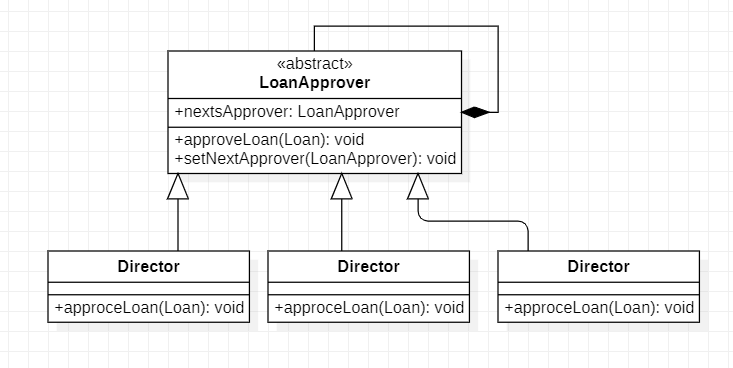 «abstract»
LoanApprover
+nextsApprover: LoanApprover
+approveLoan(Loan): void
+setNextApprover(LoanApprover): void
Director
+approceLoan(Loan): void
Director
+approceLoan(Loan): void
Director
+approceLoan(Loan): void